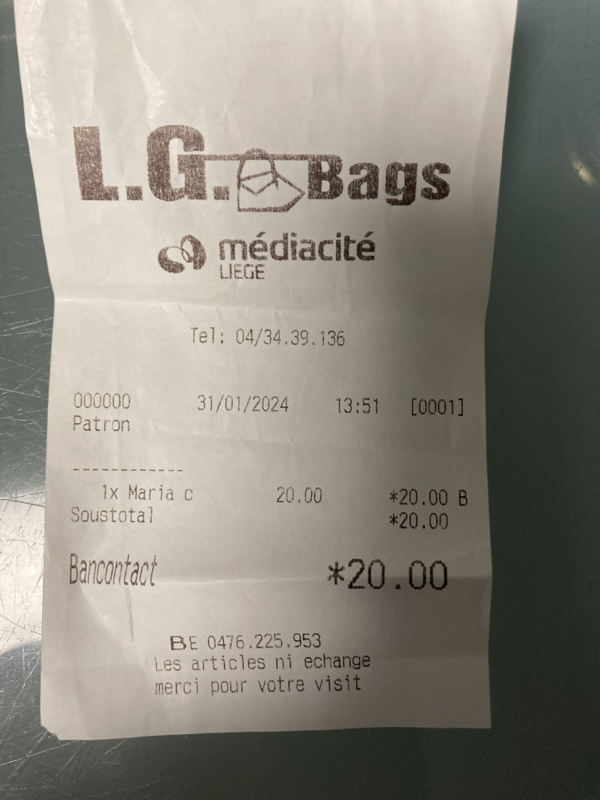 L.G. Bags
médiacité
LIEGE
Tel: 04/34.39.136
000000 31/01/2024 13:51 [0001]
Patron
------------
1x Maria c 20.00 *20.00 B
Soustotal *20.00
Bancontact *20.00
BE 0476.225.953
Les articles ni echange
merci pour votre visit